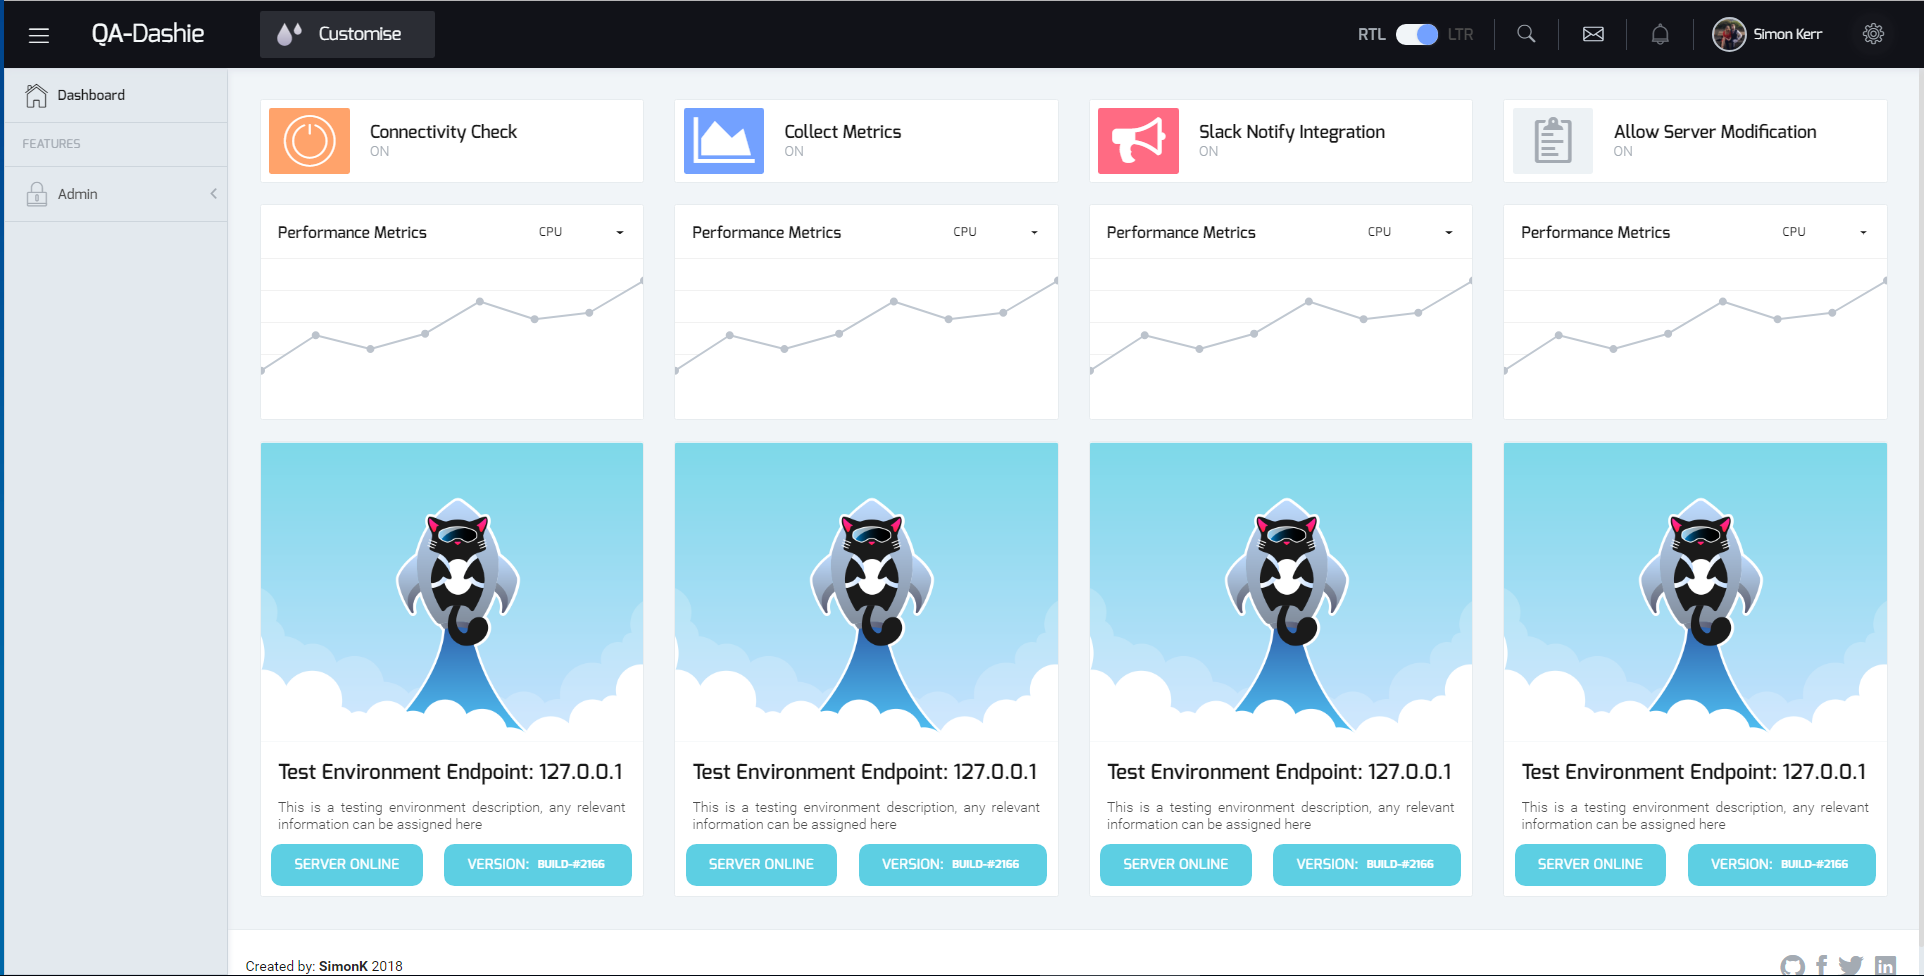 QA-Dashie
Customise
RTL LTR
Simon Kerr
Dashboard
FEATURES
Admin
Connectivity Check
ON
Collect Metrics
ON
Slack Notify Integration
ON
Allow Server Modification
ON
Performance Metrics CPU
Performance Metrics CPU
Performance Metrics CPU
Performance Metrics CPU
Test Environment Endpoint: 127.0.0.1
This is a testing environment description, any relevant
information can be assigned here
SERVER ONLINE
VERSION: BUILD-#2166
Test Environment Endpoint: 127.0.0.1
This is a testing environment description, any relevant
information can be assigned here
SERVER ONLINE
VERSION: BUILD-#2166
Test Environment Endpoint: 127.0.0.1
This is a testing environment description, any relevant
information can be assigned here
SERVER ONLINE
VERSION: BUILD-#2166
Test Environment Endpoint: 127.0.0.1
This is a testing environment description, any relevant
information can be assigned here
SERVER ONLINE
VERSION: BUILD-#2166
Created by: SimonK 2018